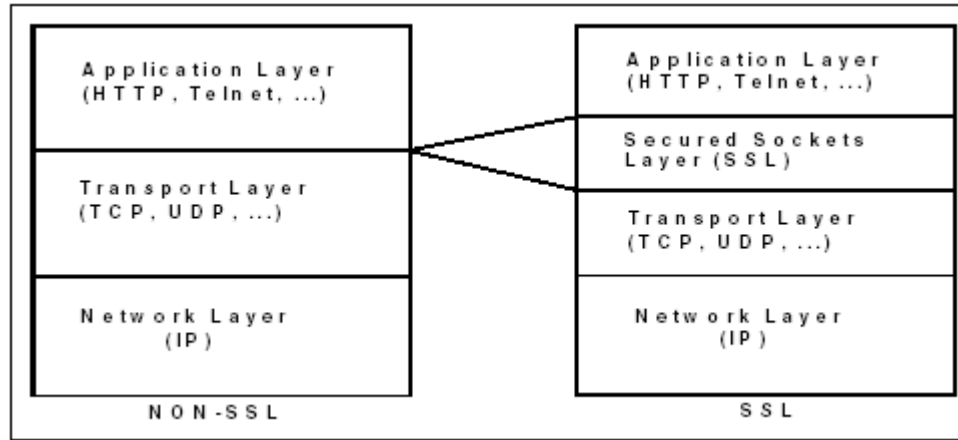 Application Layer
(HTTP, Telnet, ...)
Transport Layer
(TCP, UDP, ...)
Network Layer
(IP)
NON-SSL
Application Layer
(HTTP, Telnet, ...)
Secured Sockets
Layer (SSL)
Transport Layer
(TCP, UDP, ...)
Network Layer
(IP)
SSL